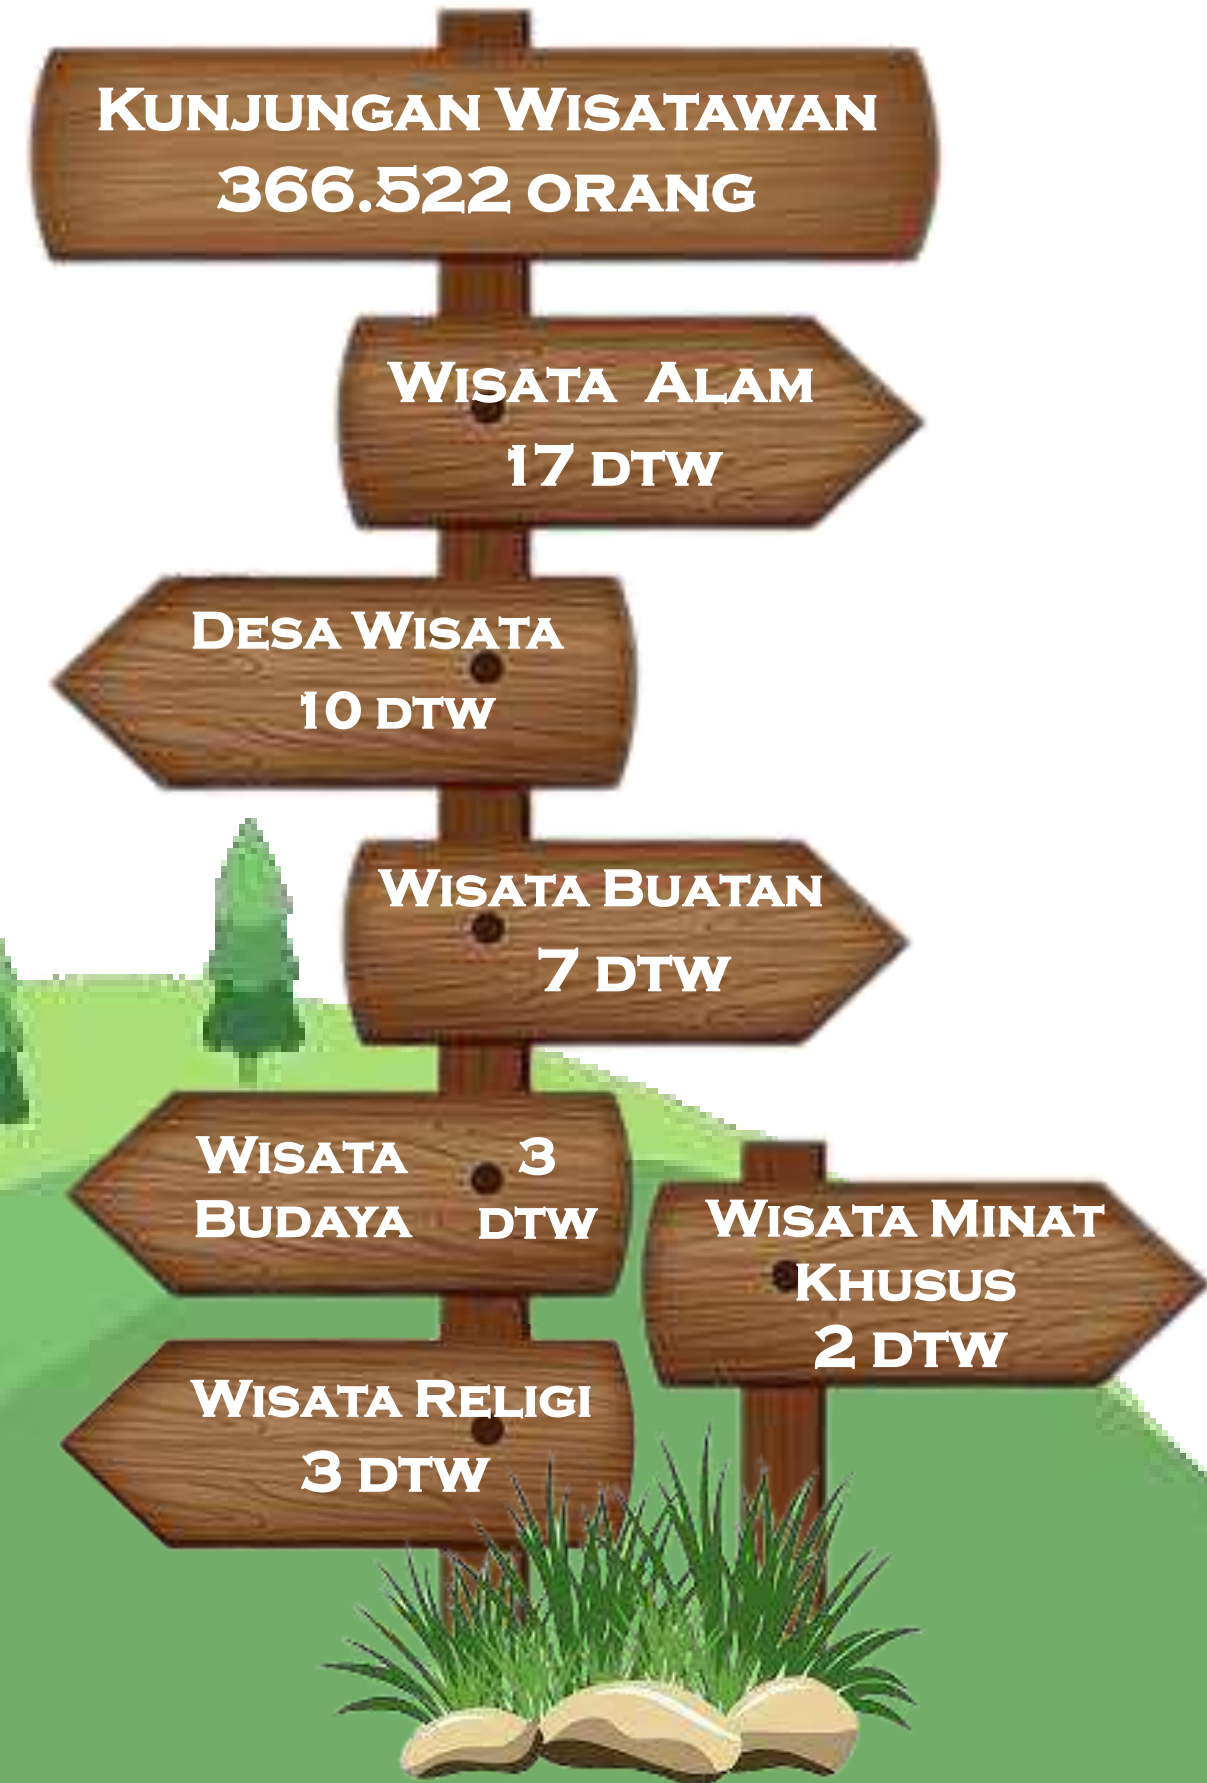 Kunjungan Wisatawan
366.522 orang
Wisata Alam
17 DTW
Desa Wisata
10 DTW
Wisata Buatan
7 DTW
Wisata 3
Budaya DTW
Wisata Minat
Khusus
2 DTW
Wisata Religi
3 DTW